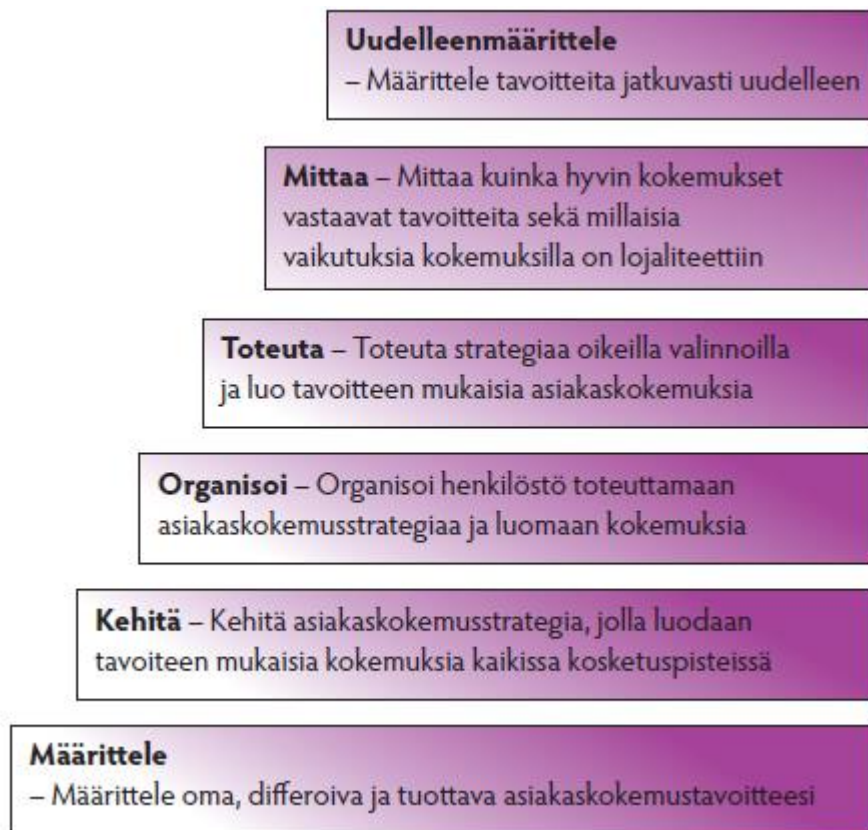 Uudelleenmäärittele
– Määrittele tavoitteita jatkuvasti uudelleen
Mittaa – Mittaa kuinka hyvin kokemukset
vastaavat tavoitteita sekä millaisia
vaikutuksia kokemuksilla on lojaliteettiin
Toteuta – Toteuta strategiaa oikeilla valinnoilla
ja luo tavoitteen mukaisia asiakaskokemuksia
Organisoi – Organisoi henkilöstö toteuttamaan
asiakaskokemusstrategiaa ja luomaan kokemuksia
Kehitä – Kehitä asiakaskokemusstrategia, jolla luodaan
tavoiteen mukaisia kokemuksia kaikissa kosketuspisteissä
Määrittele
– Määrittele oma, differoiva ja tuottava asiakaskokemustavoitteesi